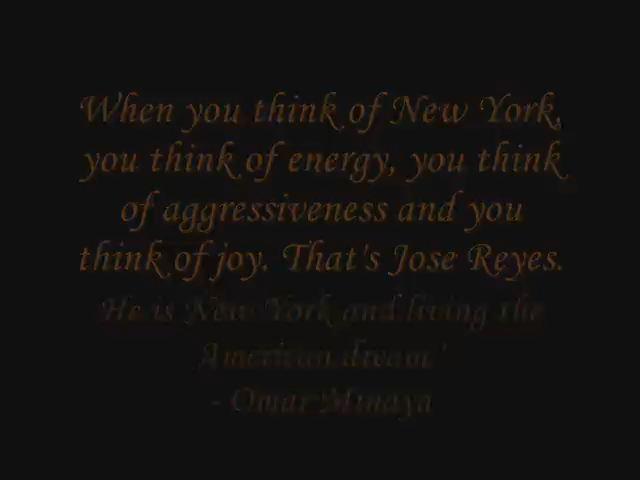 When you think of New York,
you think of energy, you think
of aggressiveness and you
think of joy. That's Jose Reyes.
He is New York and living the
American dream'
- Omar Minaya